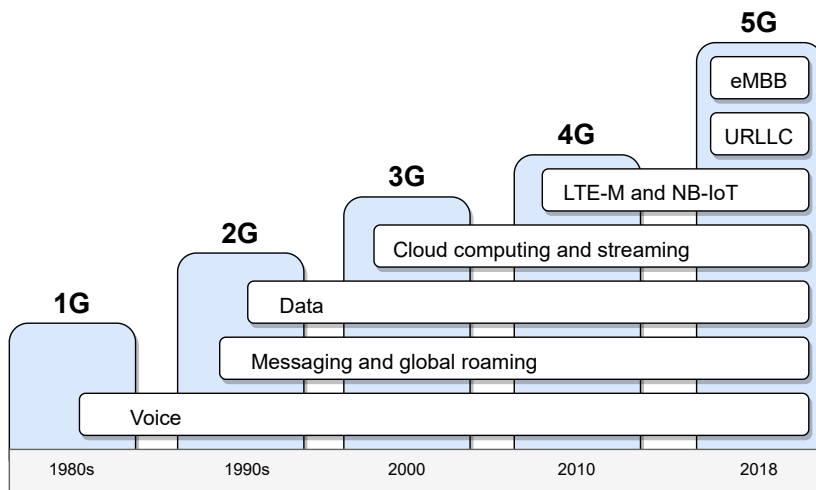 5G
eMBB
URLLC
4G
LTE-M and NB-IoT
3G
Cloud computing and streaming
2G
Data
1G
Messaging and global roaming
Voice
1980s 1990s 2000 2010 2018